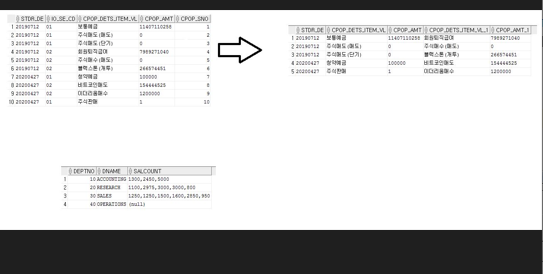 STDR_DE IO_SE_CD CPOP_DETS_ITEM_VL CPOP_AMT CPOP_SNO
1 20190712 01 보통예금 11407110258 1
2 20190712 01 주식매도(매도) 0 2
3 20190712 01 주식매도(단기) 0 3
4 20190712 02 회원퇴직급여 7989271040 4
5 20190712 02 주식매수(매도) 0 5
6 20190712 02 블랙스톤(계투) 266574451 6
7 20200427 01 청약예금 100000 7
8 20200427 02 비트코인매도 154444525 8
9 20200427 02 이더리움매수 1200000 9
10 20200427 01 주식판매 1 10
STDR_DE CPOP_DETS_ITEM_VL CPOP_AMT CPOP_DETS_ITEM_VL_1 CPOP_AMT_1
1 20190712 보통예금 11407110258 회원퇴직급여 7989271040
2 20190712 주식매도(매도) 0 주식매수(매도) 0
3 20190712 주식매도(단기) 0 블랙스톤(계투) 266574451
4 20200427 청약예금 100000 비트코인매도 154444525
5 20200427 주식판매 1 이더리움매수 1200000
DEPTNO DNAME SALCOUNT
1 10 ACCOUNTING 1300,2450,5000
2 20 RESEARCH 1100,2975,3000,3000,800
3 30 SALES 1250,1250,1500,1600,2850,950
4 40 OPERATIONS (null)